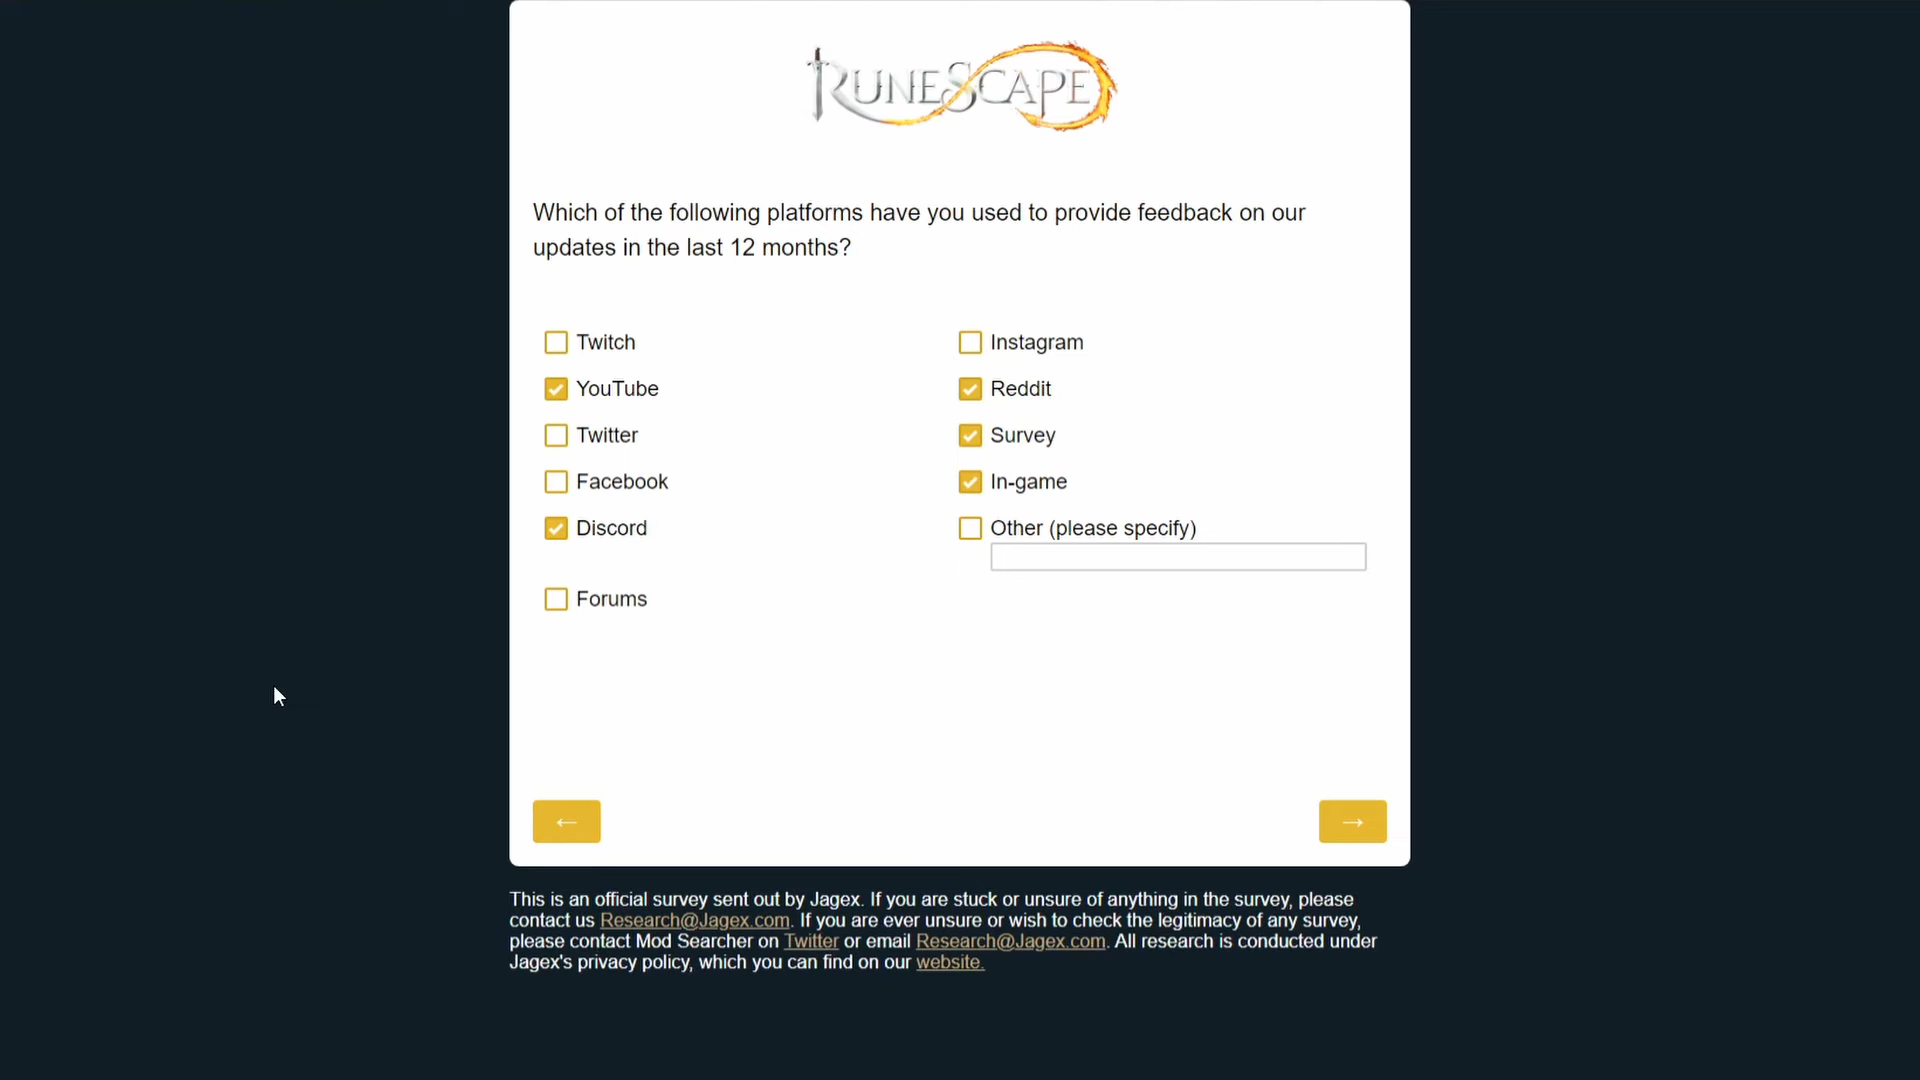 RuneScape
Which of the following platforms have you used to provide feedback on our
updates in the last 12 months?
Twitch
Instagram
YouTube
Reddit
Twitter
Survey
Facebook
In-game
Discord
Other (please specify)
Forums
←
→
This is an official survey sent out by Jagex. If you are stuck or unsure of anything in the survey, please
contact us Research@Jagex.com. If you are ever unsure or wish to check the legitimacy of any survey,
please contact Mod Searcher on Twitter or email Research@Jagex.com. All research is conducted under
Jagex's privacy policy, which you can find on our website.